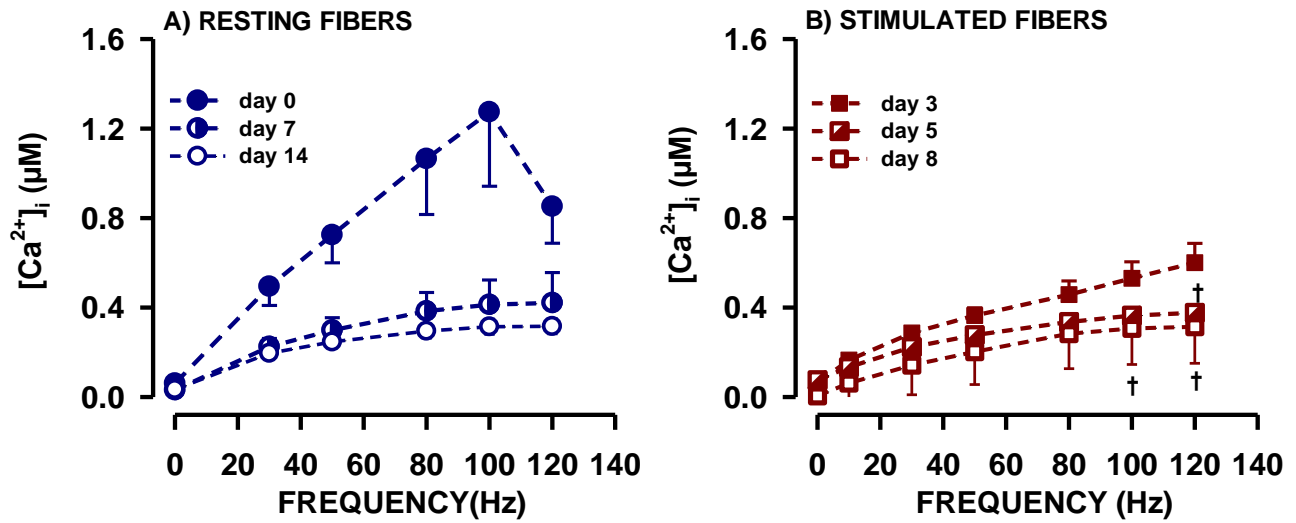 A) RESTING FIBERS
1.6
1.2
0.8
0.4
0.0
[Ca2+]i (µM)
day 0
day 7
day 14
0 20 40 60 80 100 120 140
FREQUENCY(Hz)
B) STIMULATED FIBERS
1.6
1.2
0.8
0.4
0.0
[Ca2+]i (µM)
day 3
day 5
day 8
†
† †
0 20 40 60 80 100 120 140
FREQUENCY (Hz)